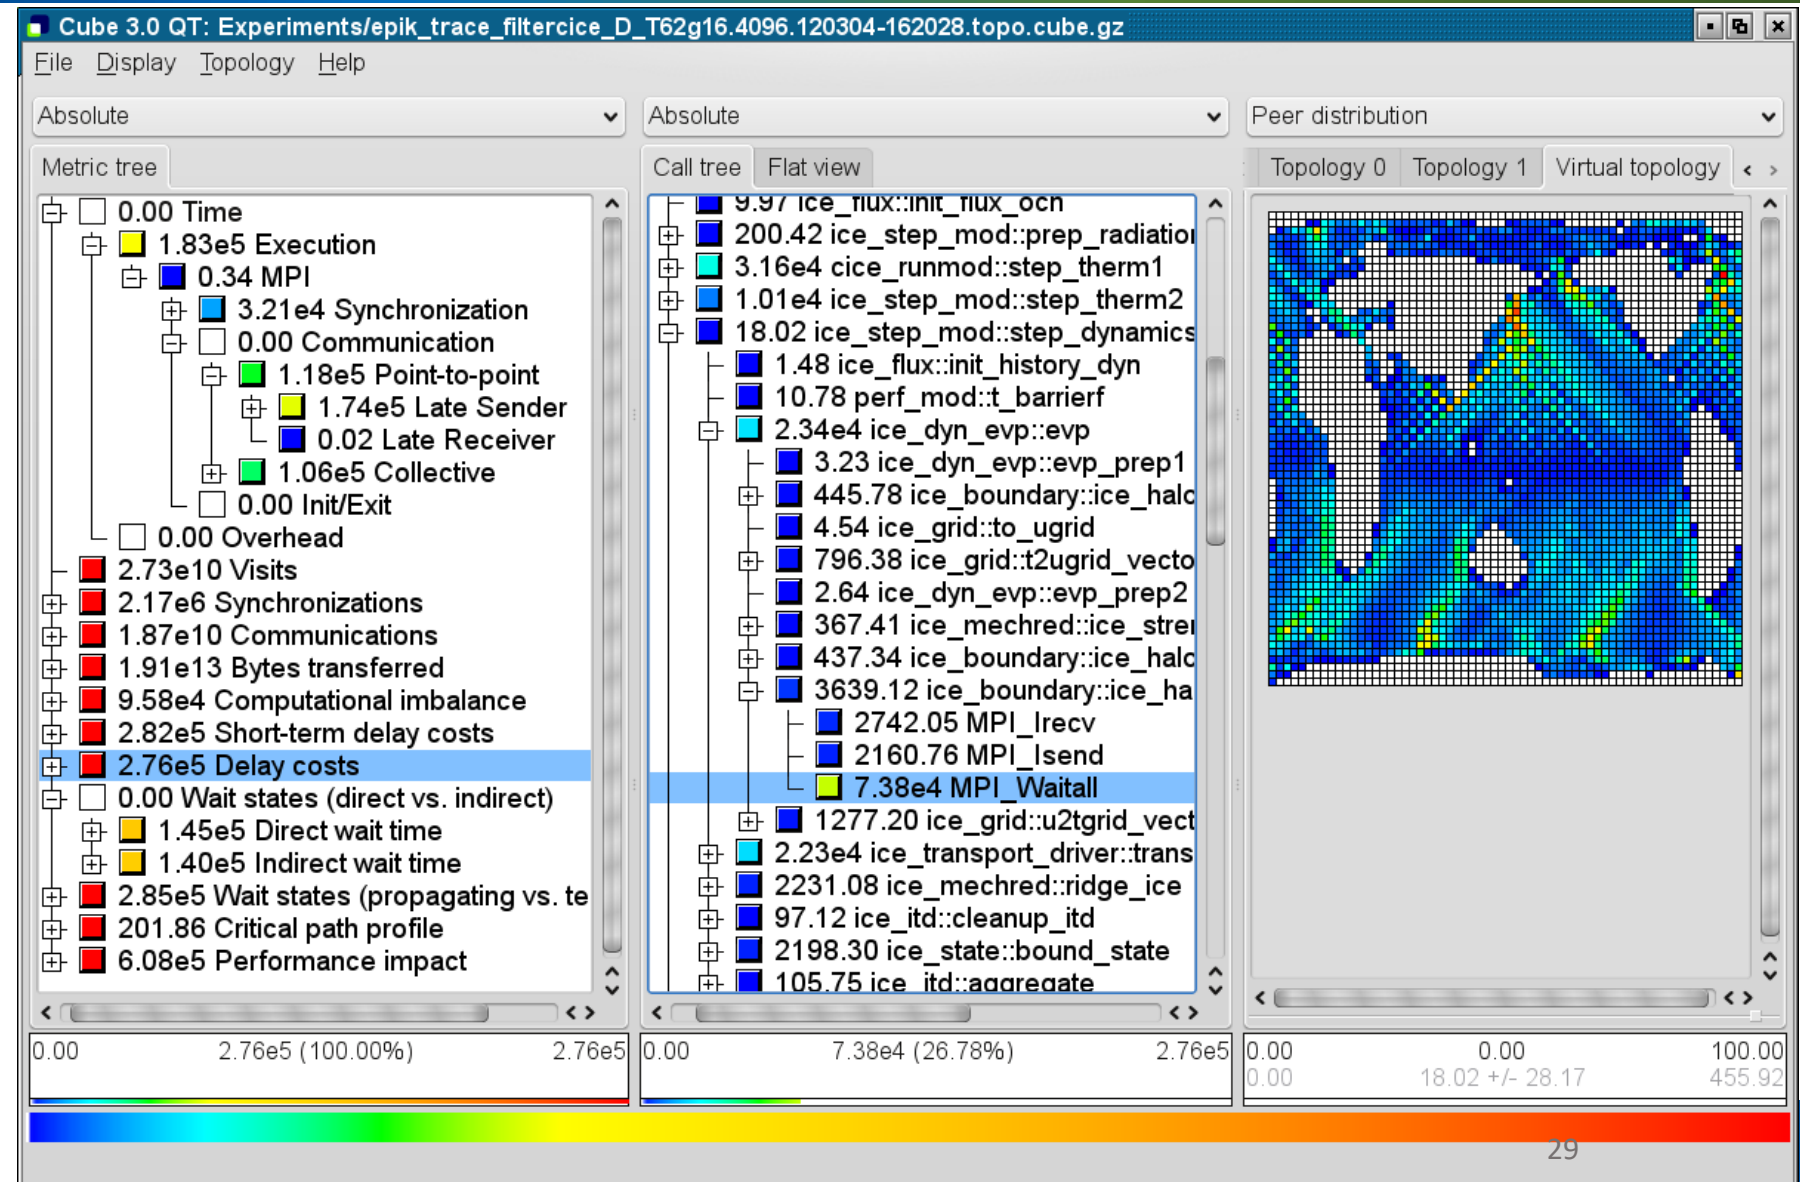 Cube 3.0 QT: Experiments/epik_trace_filtercice_D_T62g16.4096.120304-162028.topo.cube.gz
File Display Topology Help
Absolute
Metric tree
0.00 Time
1.83e5 Execution
0.34 MPI
3.21e4 Synchronization
0.00 Communication
1.18e5 Point-to-point
1.74e5 Late Sender
0.02 Late Receiver
1.06e5 Collective
0.00 Init/Exit
0.00 Overhead
2.73e10 Visits
2.17e6 Synchronizations
1.87e10 Communications
1.91e13 Bytes transferred
9.58e4 Computational imbalance
2.82e5 Short-term delay costs
2.76e5 Delay costs
0.00 Wait states (direct vs. indirect)
1.45e5 Direct wait time
1.40e5 Indirect wait time
2.85e5 Wait states (propagating vs. te
201.86 Critical path profile
6.08e5 Performance impact
0.00 2.76e5 (100.00%) 2.76e5
Absolute
Call tree Flat view
9.97 ice_flux::init_flux_ocn
200.42 ice_step_mod::prep_radiation
3.16e4 cice_runmod::step_therm1
1.01e4 ice_step_mod::step_therm2
18.02 ice_step_mod::step_dynamics
1.48 ice_flux::init_history_dyn
10.78 perf_mod::t_barrierf
2.34e4 ice_dyn_evp::evp
3.23 ice_dyn_evp::evp_prep1
445.78 ice_boundary::ice_halo
4.54 ice_grid::to_ugrid
796.38 ice_grid::t2ugrid_vecto
2.64 ice_dyn_evp::evp_prep2
367.41 ice_mechred::ice_stren
437.34 ice_boundary::ice_halo
3639.12 ice_boundary::ice_ha
2742.05 MPI_Irecv
2160.76 MPI_Isend
7.38e4 MPI_Waitall
1277.20 ice_grid::u2tgrid_vect
2.23e4 ice_transport_driver::trans
2231.08 ice_mechred::ridge_ice
97.12 ice_itd::cleanup_itd
2198.30 ice_state::bound_state
105.75 ice_itd::aggregate
0.00 7.38e4 (26.78%) 2.76e5
Peer distribution
Topology 0 Topology 1 Virtual topology
0.00 0.00 100.00
0.00 18.02 +/- 28.17 455.92
29